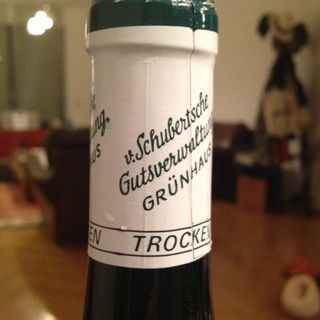 v. Schubert'sche
Gutsverwaltung
GRÜNHAUS
TROCKEN